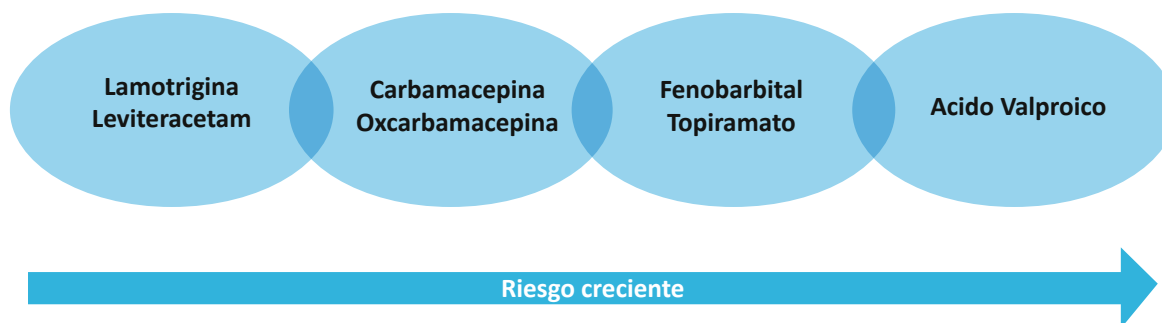 Lamotrigina
Leviteracetam
Carbamacepina
Oxcarbamacepina
Fenobarbital
Topiramato
Acido Valproico
Riesgo creciente